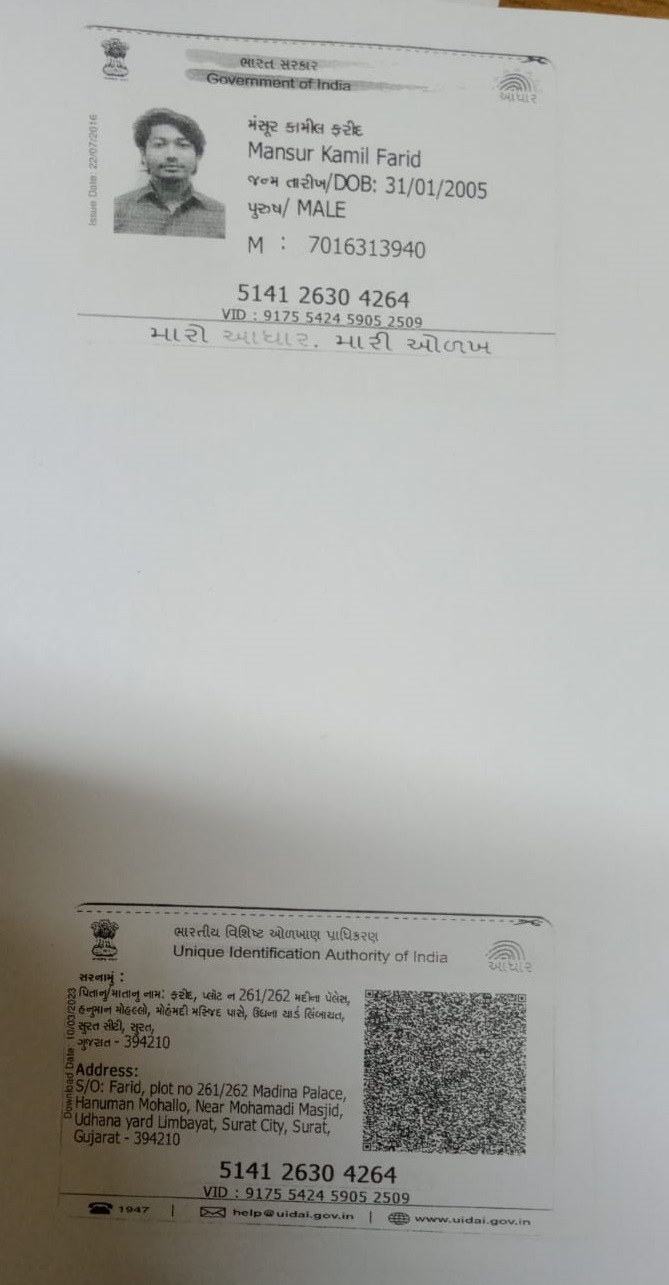 ભારત સરકાર
Government of India
આધાર
Issue Date: 22/07/2016
મંસૂર કામીલ ફરીદ
Mansur Kamil Farid
જન્મ તારીખ/DOB: 31/01/2005
પુરુષ/ MALE
M : 7016313940
5141 2630 4264
VID : 9175 5424 5905 2509
મારો આધાર, મારી ઓળખ
ભારતીય વિશિષ્ટ ઓળખાણ પ્રાધિકરણ
Unique Identification Authority of India
આધાર
Download Date: 10/03/2023
સરનામું :
પિતાનું/માતાનું નામ: ફરીદ, પ્લોટ ન 261/262 મદીના પેલેસ,
હનુમાન મોહલ્લો, મોહંમદી મસ્જિદ પાસે, ઉધના યાર્ડ લિંબાયત,
સુરત સીટી, સુરત,
ગુજરાત - 394210
Address:
S/O: Farid, plot no 261/262 Madina Palace,
Hanuman Mohallo, Near Mohamadi Masjid,
Udhana yard Limbayat, Surat City, Surat,
Gujarat - 394210
5141 2630 4264
VID : 9175 5424 5905 2509
1947 | help@uidai.gov.in | www.uidai.gov.in